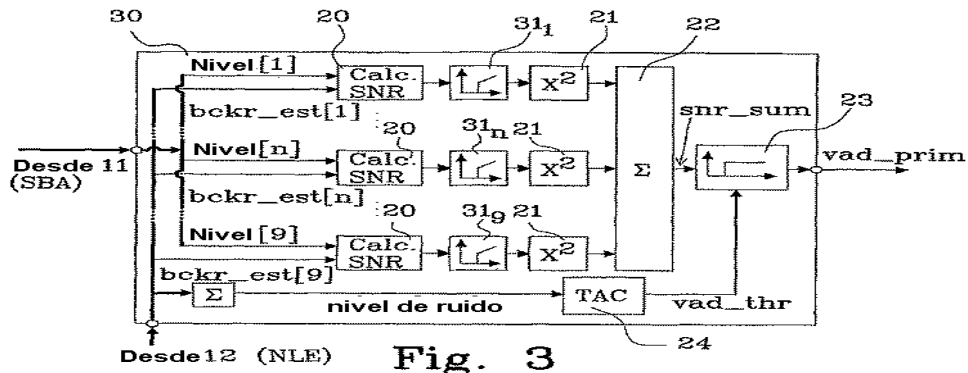 30
20
31₁
21
22
Nivel[1]
Calc.
SNR
X²
bckr_est[1]
snr_sum
23
20
31ₙ
21
Desde 11
(SBA)
Nivel[n]
Calc.
SNR
X²
Σ
vad_prim
bckr_est[n]
20
31₉
21
Nivel[9]
Calc.
SNR
X²
bckr_est[9]
Σ
nivel de ruido
TAC
vad_thr
24
Desde 12 (NLE)
Fig. 3